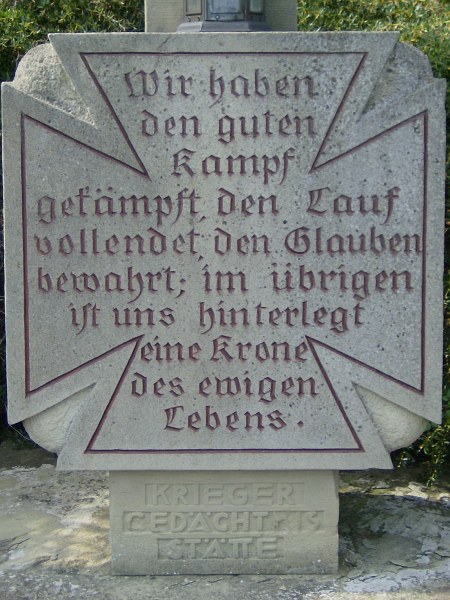 Wir haben
den guten
Kampf
gekämpft, den Lauf
vollendet, den Glauben
bewahrt; im übrigen
ist uns hinterlegt
eine Krone
des ewigen
Lebens.
KRIEGER
GEDÄCHTNIS
STÄTTE